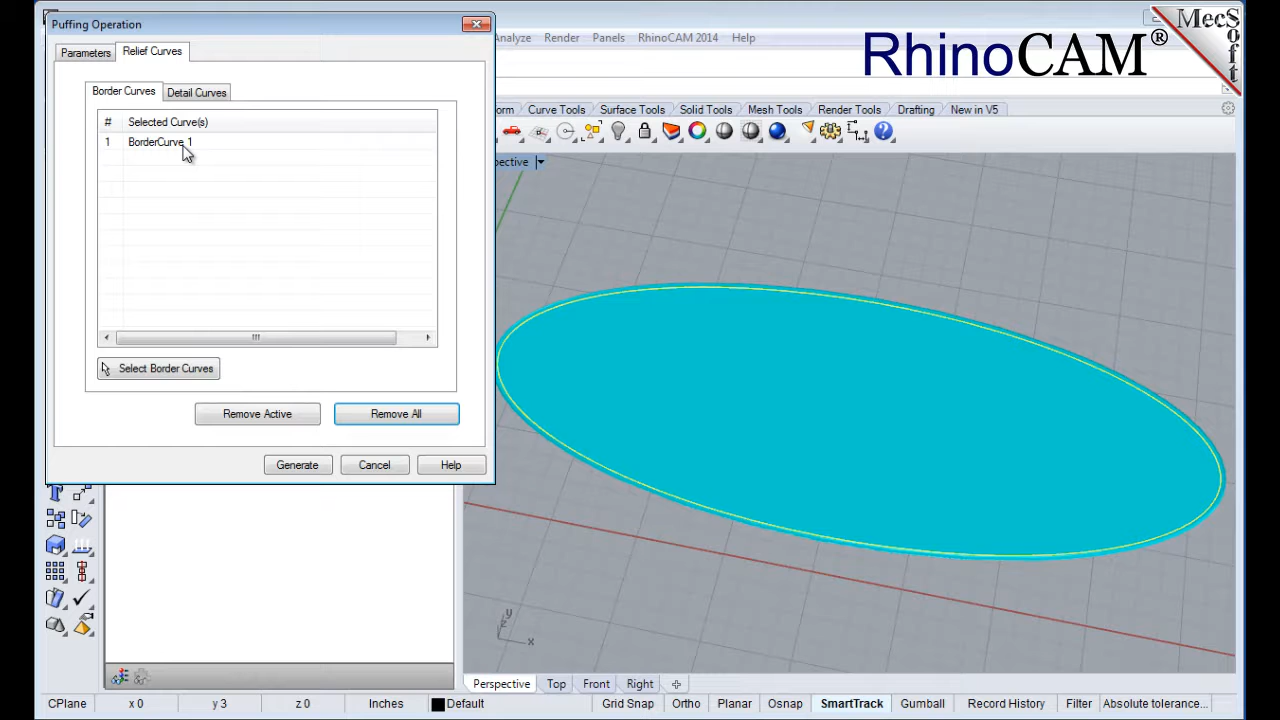 Puffing Operation
MecSoft
RhinoCAM®
Analyze Render Panels RhinoCAM 2014 Help
Parameters Relief Curves
Border Curves Detail Curves
# Selected Curve(s)
1 BorderCurve 1
Select Border Curves
Remove Active Remove All
Generate Cancel Help
Curve Tools Surface Tools Solid Tools Mesh Tools Render Tools Drafting New in V5
x
Perspective Top Front Right
CPlane x 0 y 3 z 0 Inches Default Grid Snap Ortho Planar Osnap SmartTrack Gumball Record History Filter Absolute tolerance...